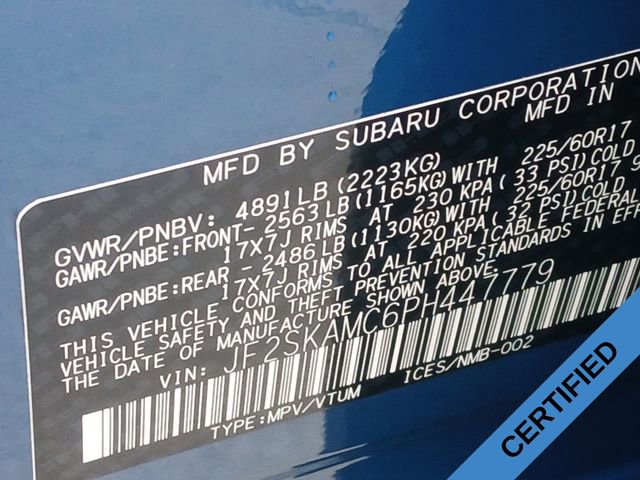 MFD BY SUBARU CORPORATION
MFD IN
GVWR/PNBV: 4891LB(2223KG)
GAWR/PNBE:FRONT-2563LB(1165KG)WITH 225/60R17
17X7J RIMS AT 230 KPA(33 PSI)COLD
GAWR/PNBE:REAR -2486LB(1130KG)WITH 225/60R17 9
17X7J RIMS AT 220 KPA(32 PSI)COLD
THIS VEHICLE CONFORMS TO ALL APPLICABLE FEDERAL
VEHICLE SAFETY AND THEFT PREVENTION STANDARDS IN EFFE
THE DATE OF MANUFACTURE SHOWN ABOVE.
VIN: JF2SKAMC6PH447779
TYPE:MPV/VTUM ICES/NMB-002
CERTIFIED